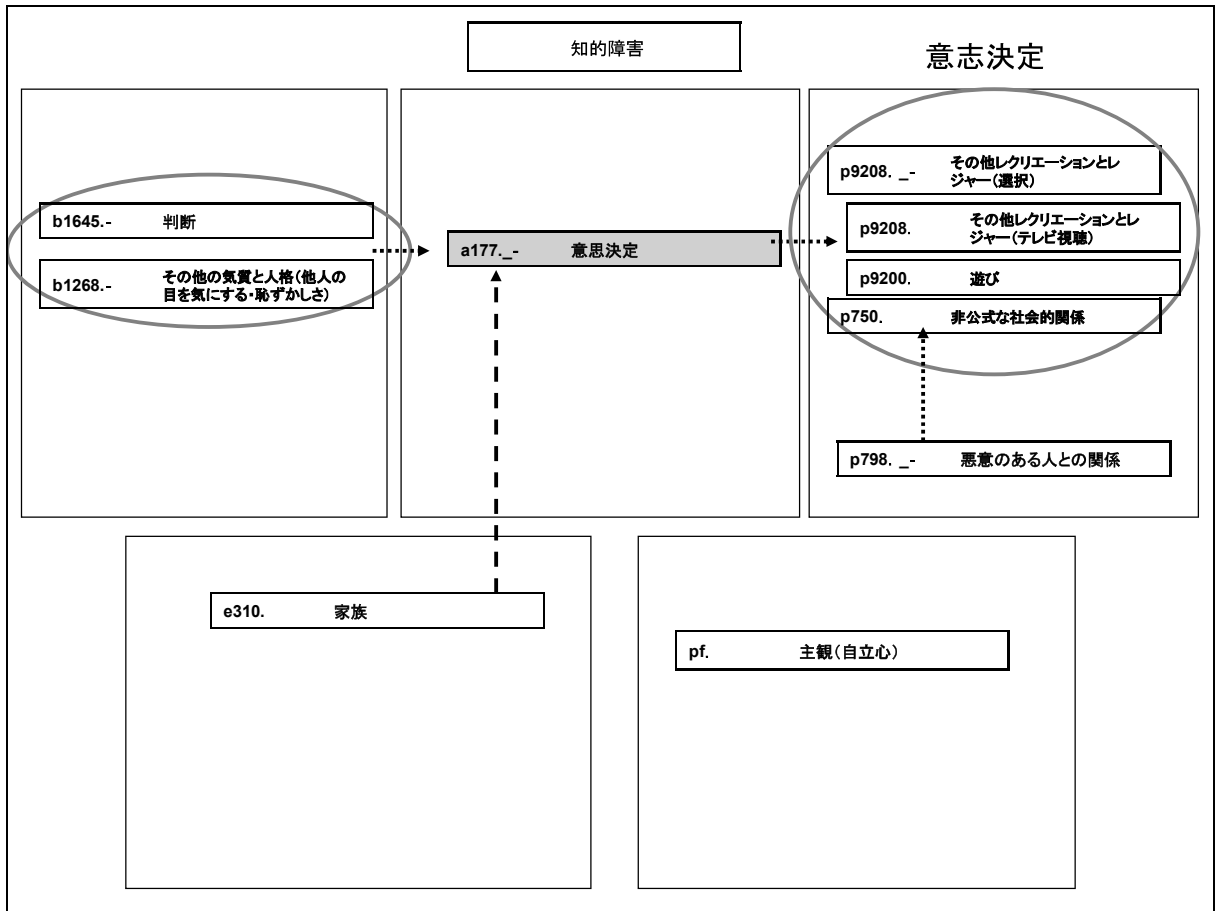 知的障害
意志決定
b1645.- 判断
b1268.- その他の気質と人格(他人の
目を気にする・恥ずかしさ)
a177._- 意思決定
p9208. _- その他レクリエーションとレ
ジャー(選択)
p9208. その他レクリエーションとレ
ジャー(テレビ視聴)
p9200. 遊び
p750. 非公式な社会的関係
p798. _- 悪意のある人との関係
e310. 家族
pf. 主観(自立心)